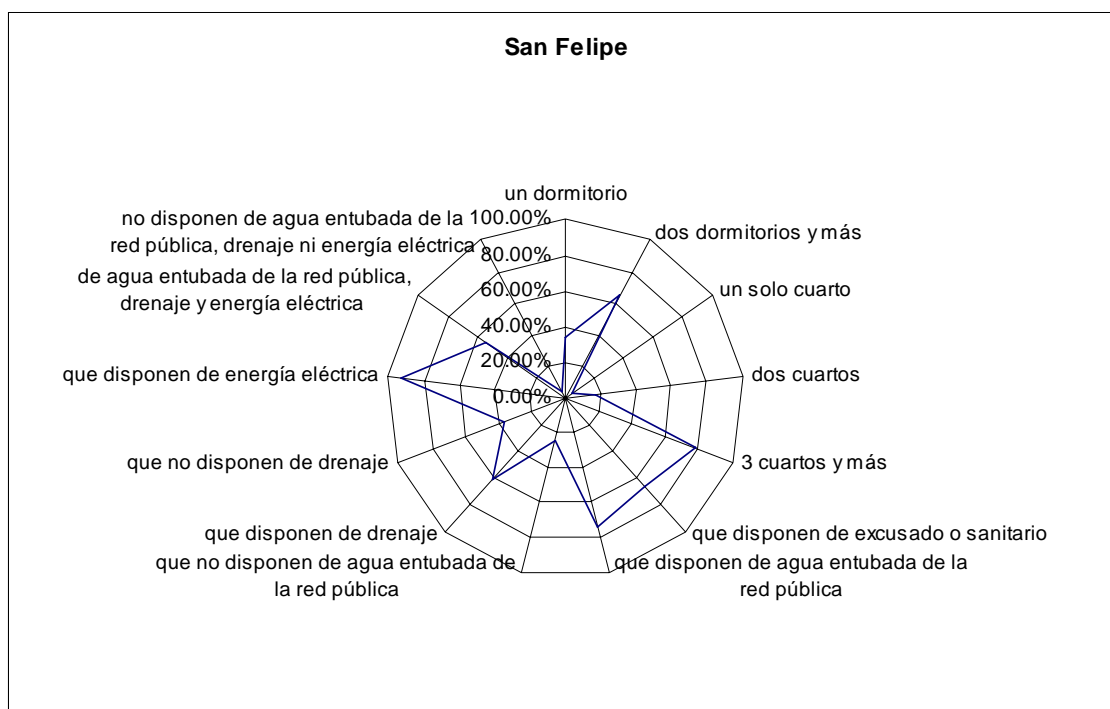 San Felipe
un dormitorio
dos dormitorios y más
un solo cuarto
dos cuartos
3 cuartos y más
que disponen de excusado o sanitario
que disponen de agua entubada de la
red pública
que no disponen de agua entubada de
la red pública
que disponen de drenaje
que no disponen de drenaje
que disponen de energía eléctrica
de agua entubada de la red pública,
drenaje y energía eléctrica
no disponen de agua entubada de la
red pública, drenaje ni energía eléctrica
100.00%
80.00%
60.00%
40.00%
20.00%
0.00%